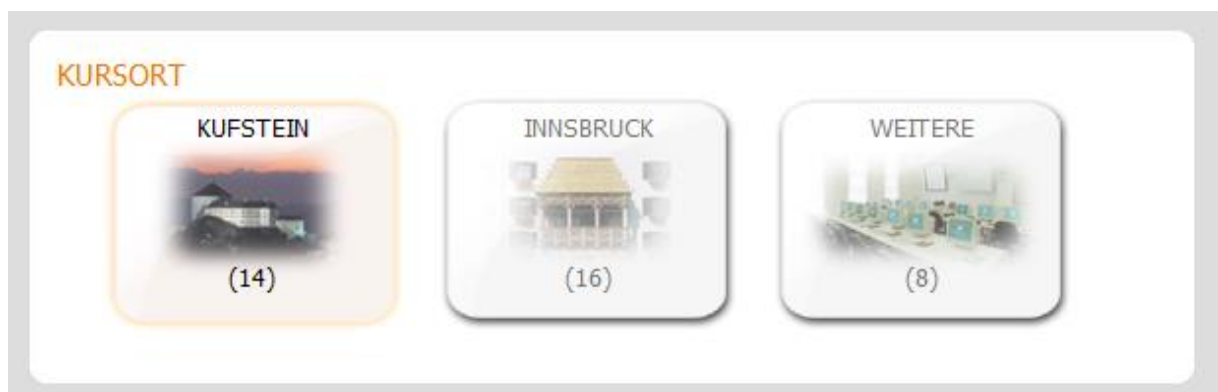 KURSORT
KUFSTEIN
INNSBRUCK
WEITERE
(14)
(16)
(8)